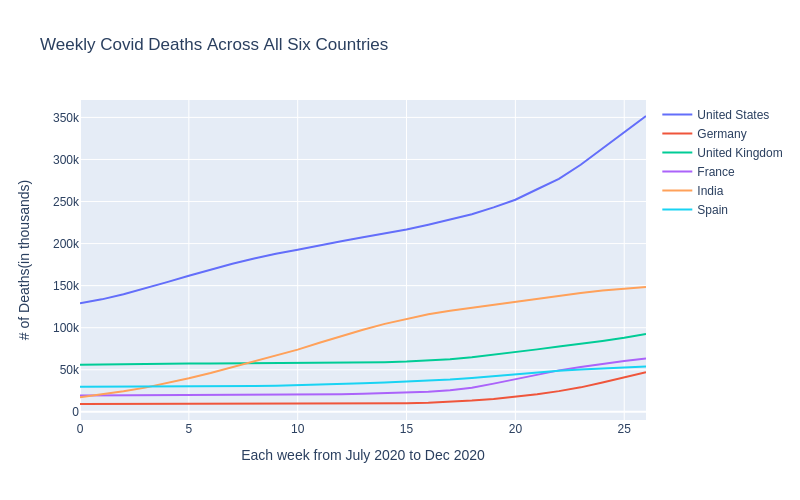 Weekly Covid Deaths Across All Six Countries
# of Deaths(in thousands)
350k
300k
250k
200k
150k
100k
50k
0
0 5 10 15 20 25
Each week from July 2020 to Dec 2020
United States
Germany
United Kingdom
France
India
Spain